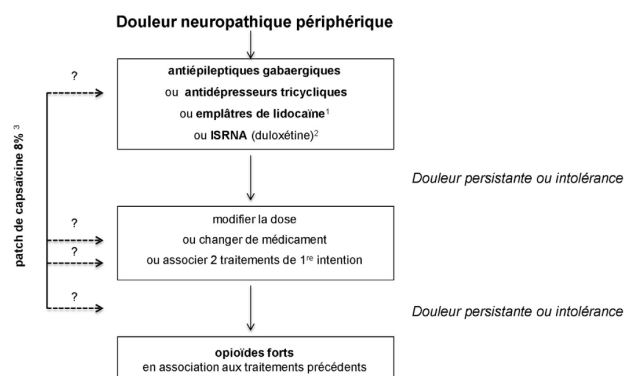 Douleur neuropathique périphérique
antiépileptiques gabaergiques
ou antidépresseurs tricycliques
ou emplâtres de lidocaïne¹
ou ISRNA (duloxétine)²
?
patch de capsaïcine 8% ³
Douleur persistante ou intolérance
modifier la dose
ou changer de médicament
ou associer 2 traitements de 1re intention
?
?
?
Douleur persistante ou intolérance
opioïdes forts
en association aux traitements précédents